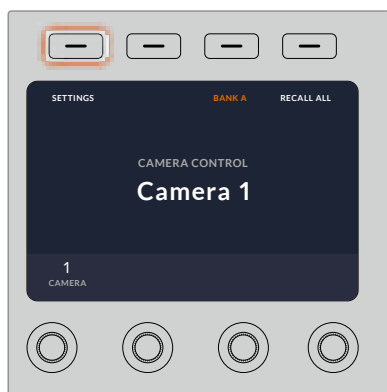 SETTINGS BANK A RECALL ALL
CAMERA CONTROL
Camera 1
1
CAMERA